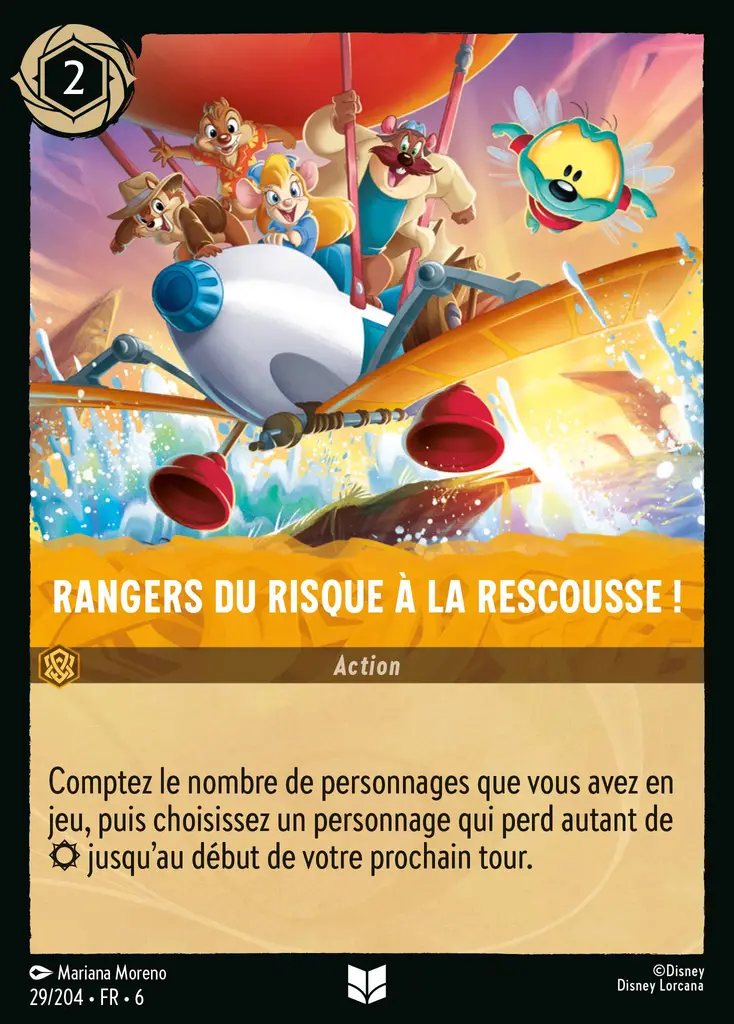 2
RANGERS DU RISQUE À LA RESCOUSSE !
Action
Comptez le nombre de personnages que vous avez en
jeu, puis choisissez un personnage qui perd autant de
jusqu’au début de votre prochain tour.
Mariana Moreno
©Disney
29/204 • FR • 6
Disney Lorcana